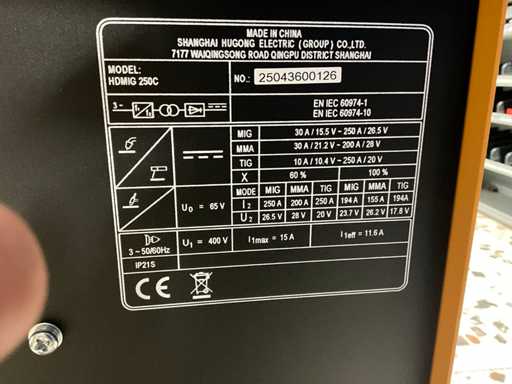 MADE IN CHINA
SHANGHAI HUGONG ELECTRIC (GROUP) CO.,LTD.
7177 WAIQINGSONG ROAD QINGPU DISTRICT SHANGHAI
MODEL:
HDMIG 250C
NO.: 25043600126
3~
EN IEC 60974-1
EN IEC 60974-10
MIG 30 A / 15.5 V ~ 250 A / 26.5 V
MMA 30 A / 21.2 V ~ 200 A / 28 V
TIG 10 A / 10.4 V ~ 250 A / 20 V
X 60 % 100 %
MODE MIG MMA TIG MIG MMA TIG
U0 = 65V I2 250 A 200 A 250 A 194 A 155 A 194A
U2 26.5 V 28 V 20 V 23.7 V 26.2 V 17.8 V
3 ~ 50/60Hz U1 = 400 V I1max = 15 A I1eff = 11.6 A
IP21S
CE